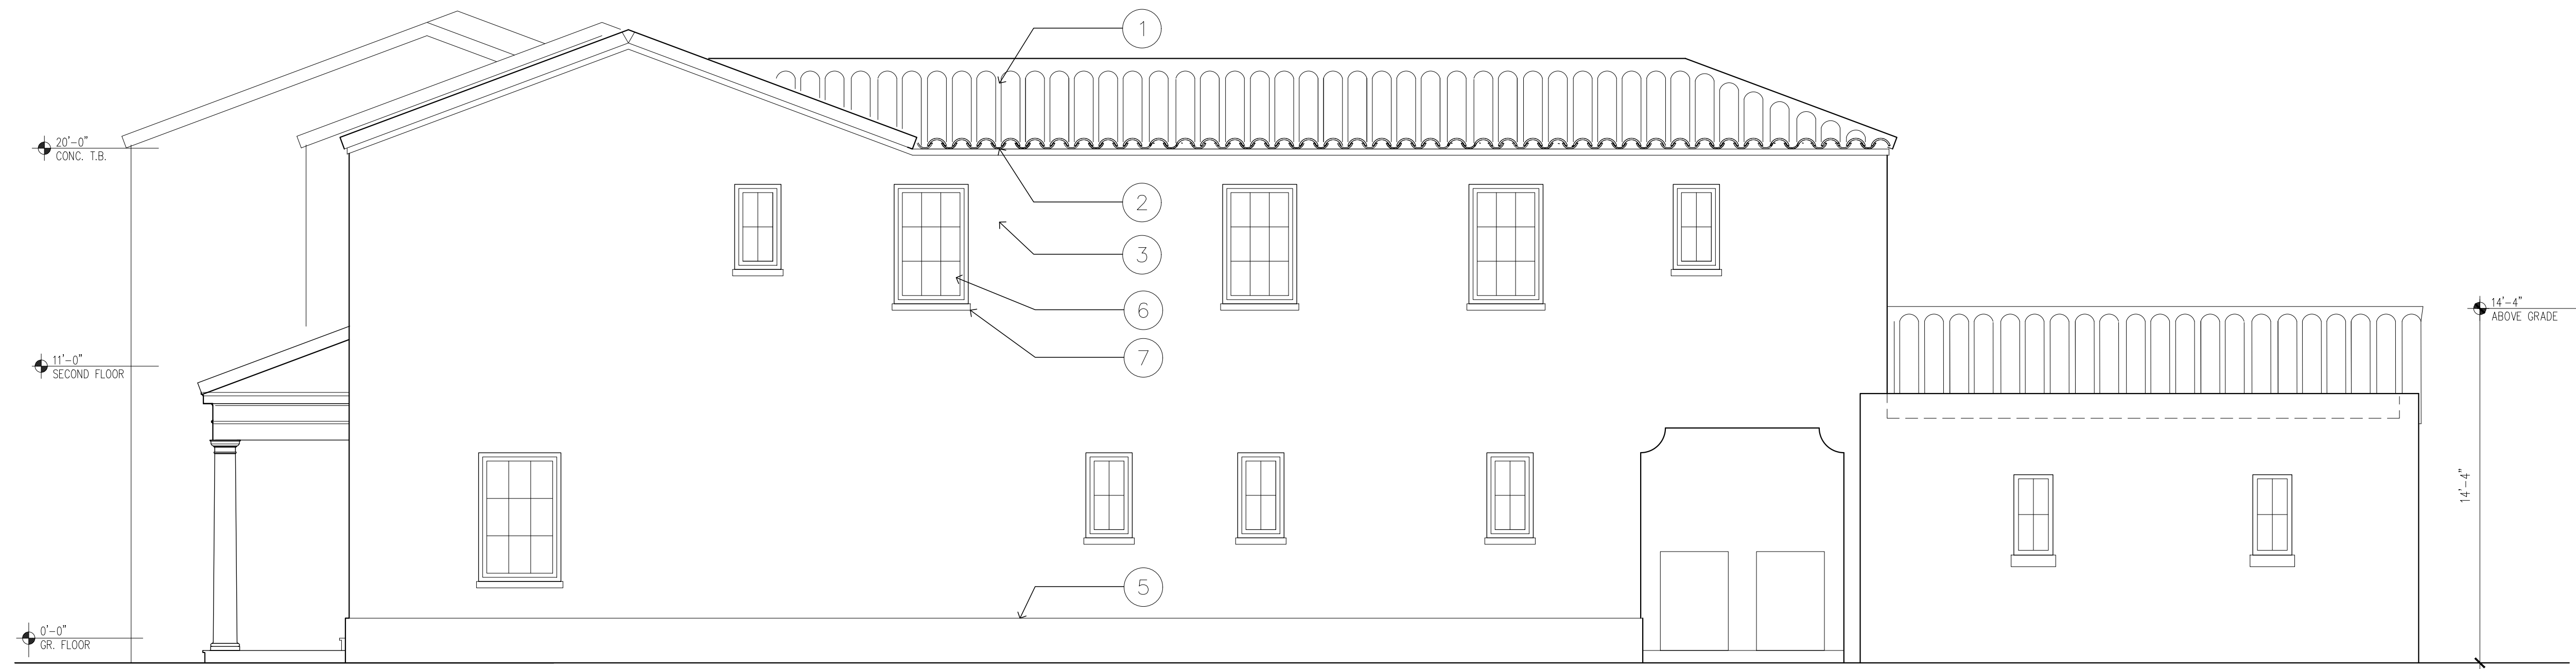 1
20'-0"
CONC. T.B.
2
3
6
14'-4"
ABOVE GRADE
7
11'-0"
SECOND FLOOR
14'-4"
5
0'-0"
GR. FLOOR